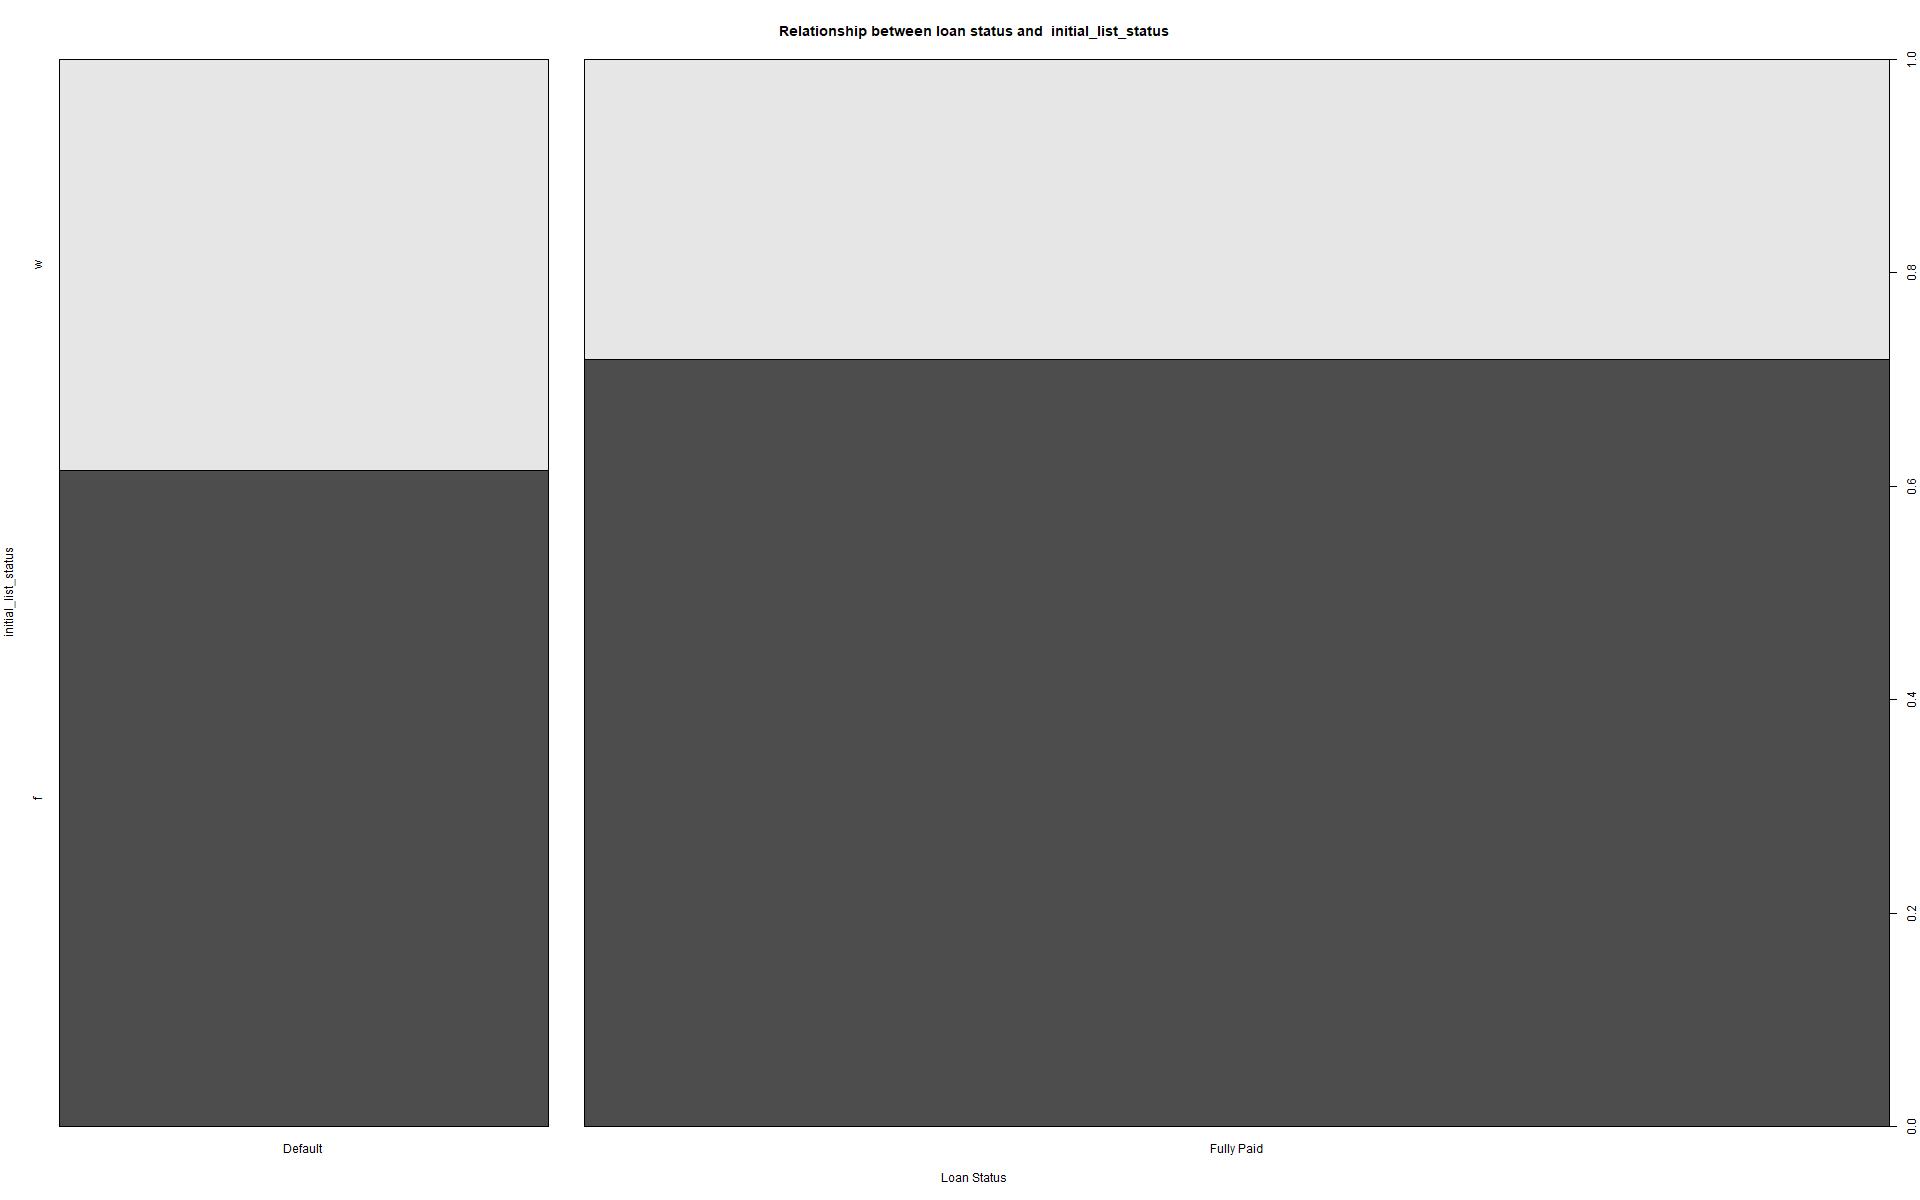 Relationship between loan status and  initial_list_status
initial_list_status
w
f
1.0
0.8
0.6
0.4
0.2
0.0
Default
Fully Paid
Loan Status